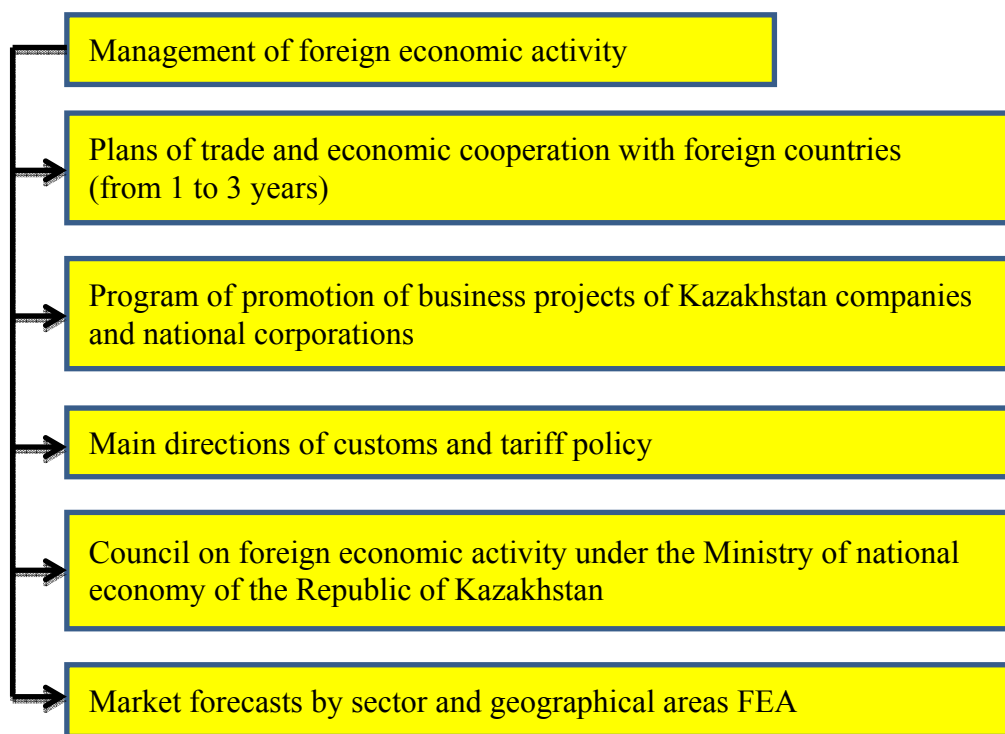 Management of foreign economic activity
Plans of trade and economic cooperation with foreign countries
(from 1 to 3 years)
Program of promotion of business projects of Kazakhstan companies
and national corporations
Main directions of customs and tariff policy
Council on foreign economic activity under the Ministry of national
economy of the Republic of Kazakhstan
Market forecasts by sector and geographical areas FEA